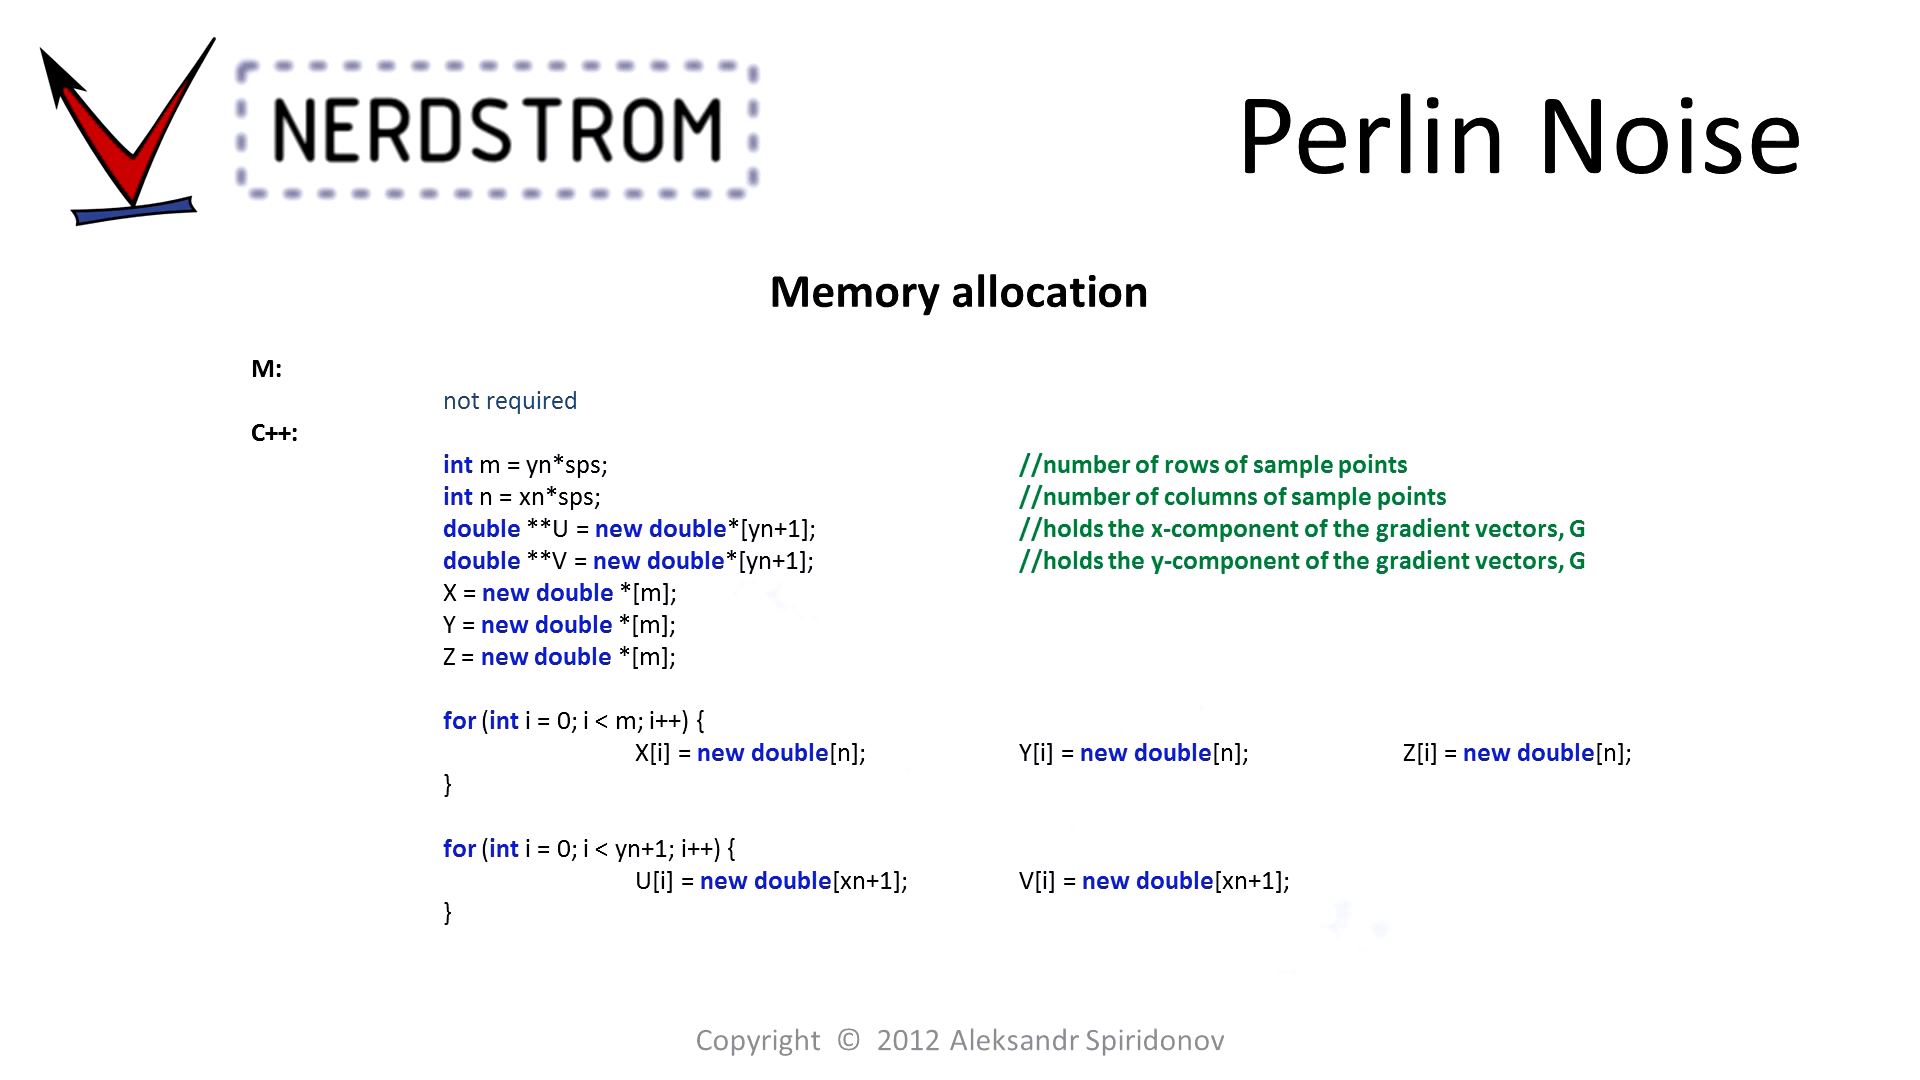 NERDSTROM
Perlin Noise
Memory allocation
M:
not required
C++:
int m = yn*sps; //number of rows of sample points
int n = xn*sps; //number of columns of sample points
double **U = new double*[yn+1]; //holds the x-component of the gradient vectors, G
double **V = new double*[yn+1]; //holds the y-component of the gradient vectors, G
X = new double *[m];
Y = new double *[m];
Z = new double *[m];
for (int i = 0; i < m; i++) {
X[i] = new double[n]; Y[i] = new double[n]; Z[i] = new double[n];
}
for (int i = 0; i < yn+1; i++) {
U[i] = new double[xn+1]; V[i] = new double[xn+1];
}
Copyright © 2012 Aleksandr Spiridonov